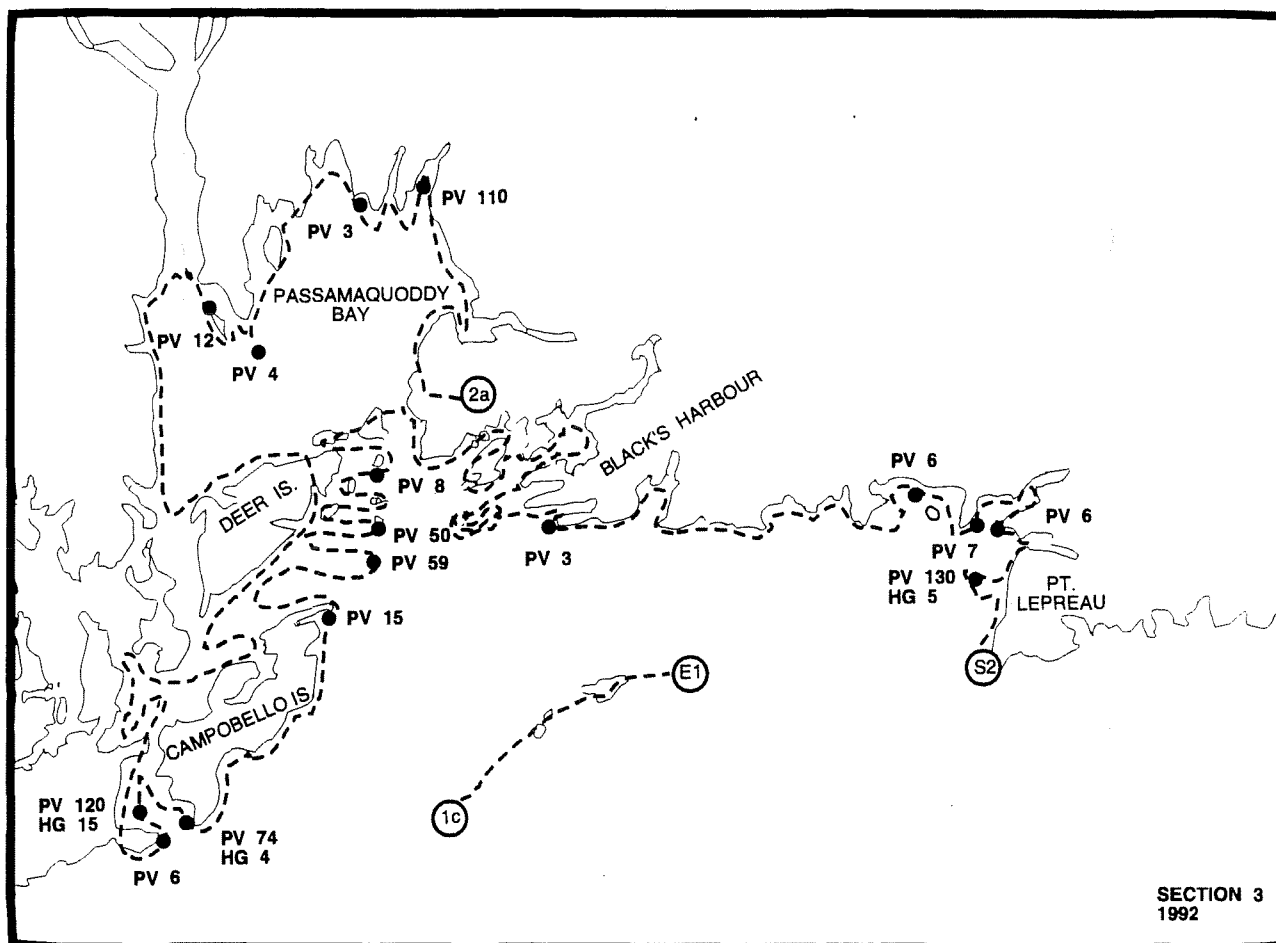 PV 110
PV 3
PASSAMAQUODDY
BAY
PV 12
PV 4
2a
BLACK'S HARBOUR
DEER IS.
PV 8
PV 50
PV 59
PV 3
PV 6
PV 6
PV 7
PV 130
HG 5
PT.
LEPREAU
S2
PV 15
E1
CAMPOBELLO IS.
1c
PV 120
HG 15
PV 74
HG 4
PV 6
SECTION 3
1992